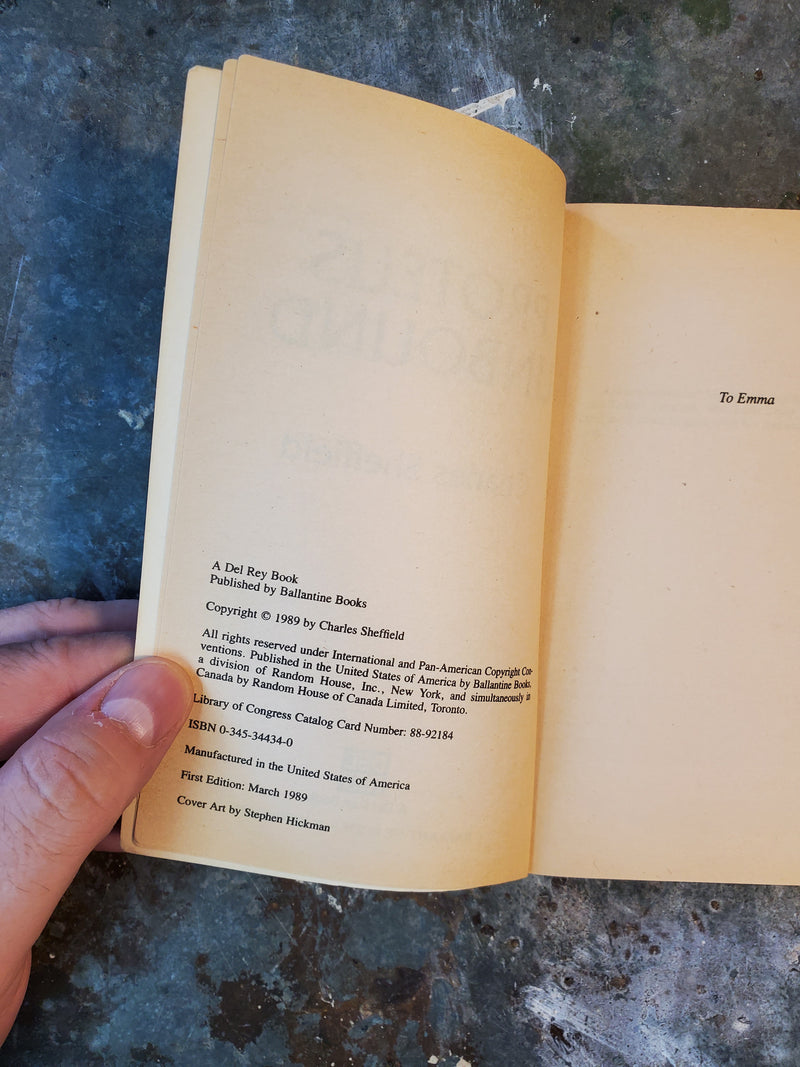 A Del Rey Book
Published by Ballantine Books
Copyright © 1989 by Charles Sheffield
All rights reserved under International and Pan-American Copyright Con-
ventions. Published in the United States of America by Ballantine Books,
a division of Random House, Inc., New York, and simultaneously in
Canada by Random House of Canada Limited, Toronto.
Library of Congress Catalog Card Number: 88-92184
ISBN 0-345-34434-0
Manufactured in the United States of America
First Edition: March 1989
Cover Art by Stephen Hickman
To Emma